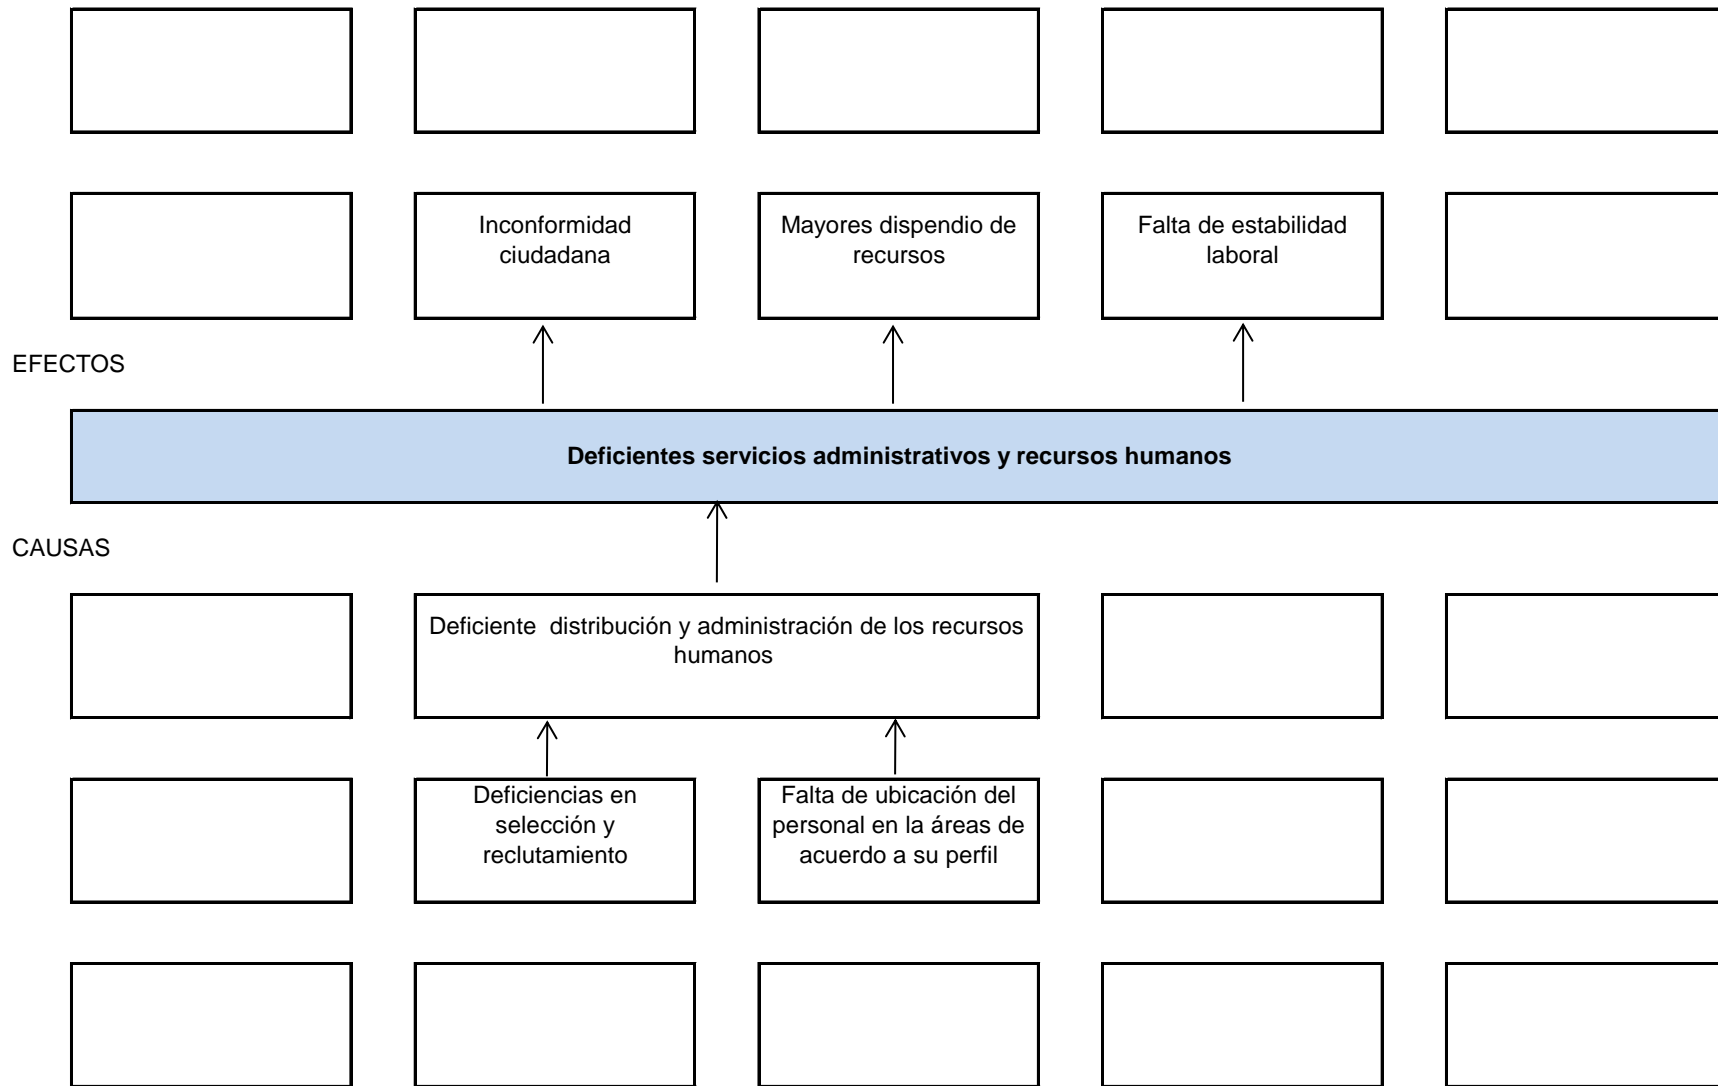 Inconformidad
ciudadana
Mayores dispendio de
recursos
Falta de estabilidad
laboral
EFECTOS
Deficientes servicios administrativos y recursos humanos
CAUSAS
Deficiente  distribución y administración de los recursos
humanos
Deficiencias en
selección y
reclutamiento
Falta de ubicación del
personal en la áreas de
acuerdo a su perfil